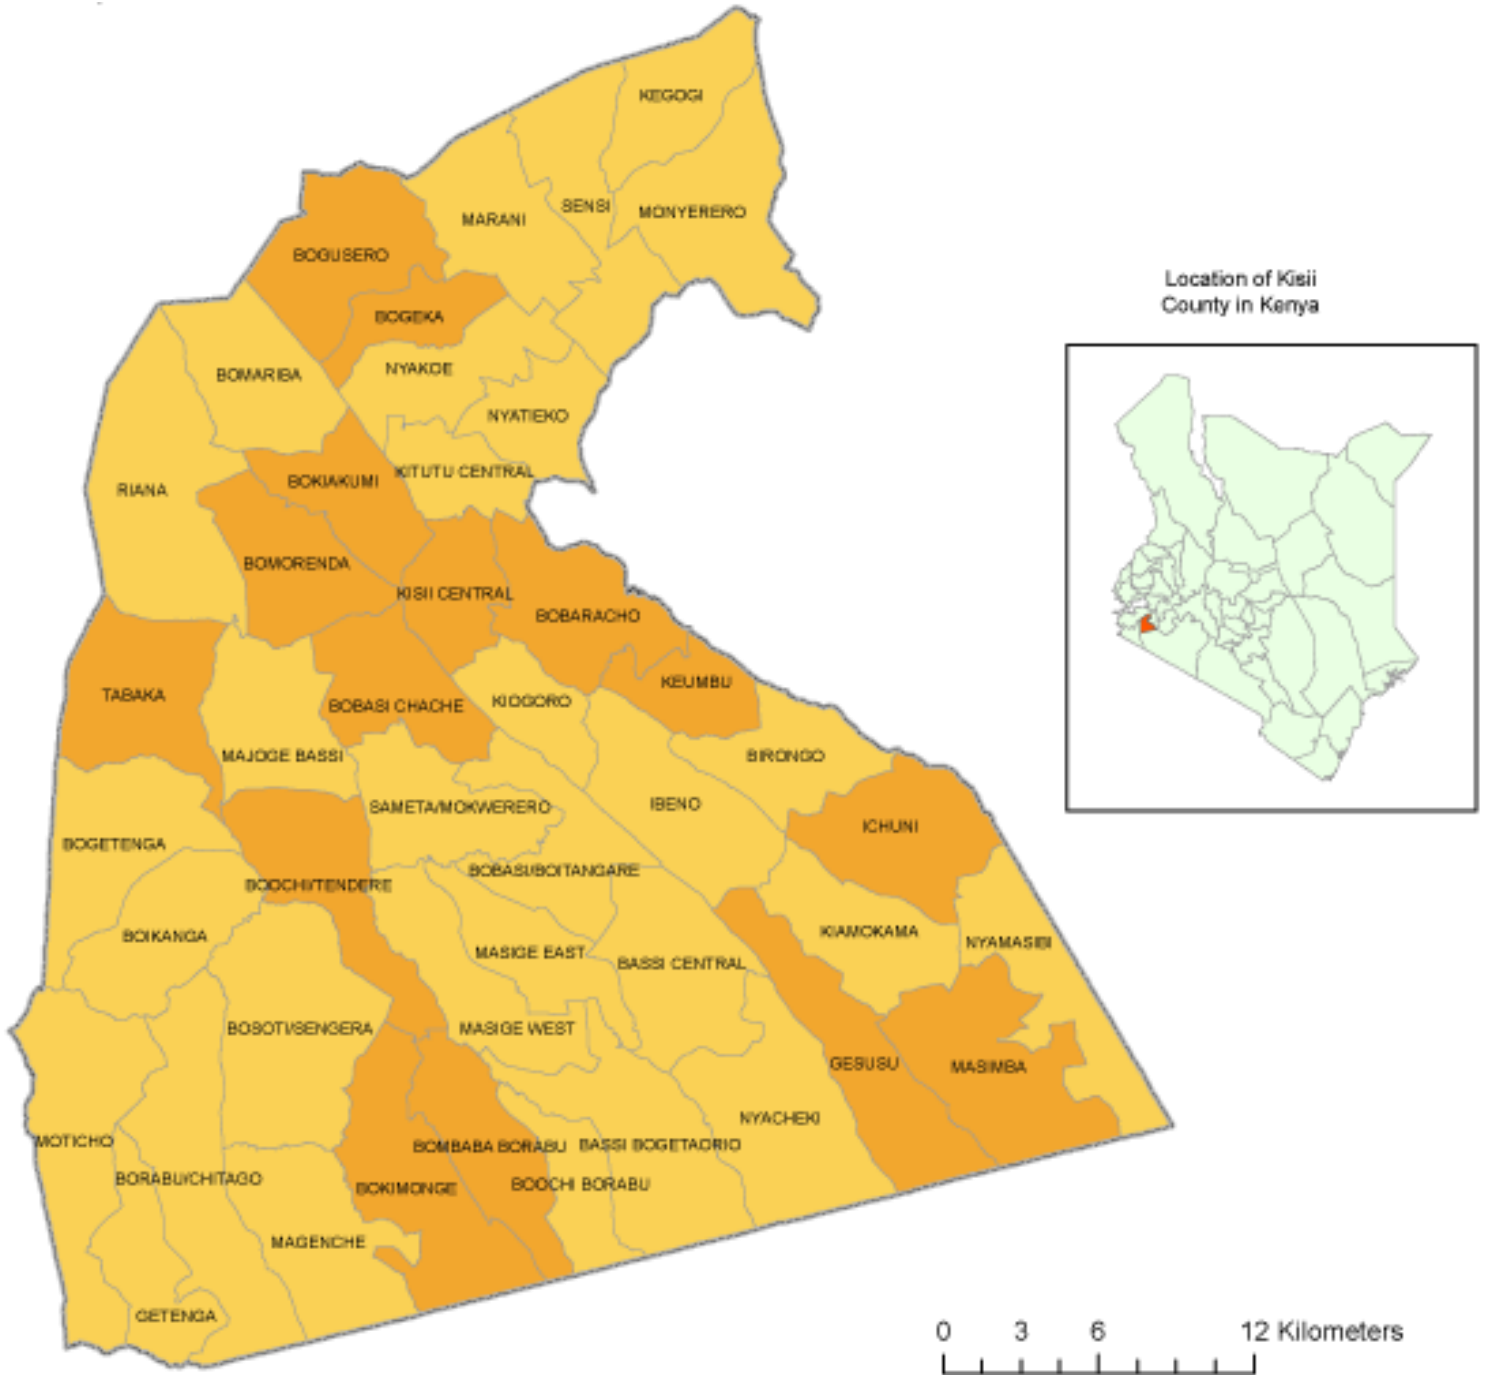 KEGOGI
SENSI
MONYERERO
MARANI
BOGUSERO
BOGEKA
NYAKOE
BOMARIBA
NYATIEKO
KITUTU CENTRAL
BOKIAKUMI
RIANA
BOMORENDA
KISII CENTRAL
BOBARACHO
KEUMBU
TABAKA
KIOGORO
BOBASI CHACHE
MAJOGE BASSI
BIRONGO
IBENO
SAMETA/MOKWERERO
ICHUNI
BOGETENGA
BOBASI/BOITANGARE
BOOCHI/TENDERE
KIAMOKAMA
BOIKANGA
NYAMASIBI
MASIGE EAST
BASSI CENTRAL
BOSOTI/SENGERA
MASIGE WEST
GESUSU
MASIMBA
NYACHEKI
MOTICHO
BOMBABA BORABU
BASSI BOGETAORIO
BORABU/CHITAGO
BOKIMONGE
BOOCHI BORABU
MAGENCHE
GETENGA
Location of Kisii
County in Kenya
0 3 6 12 Kilometers